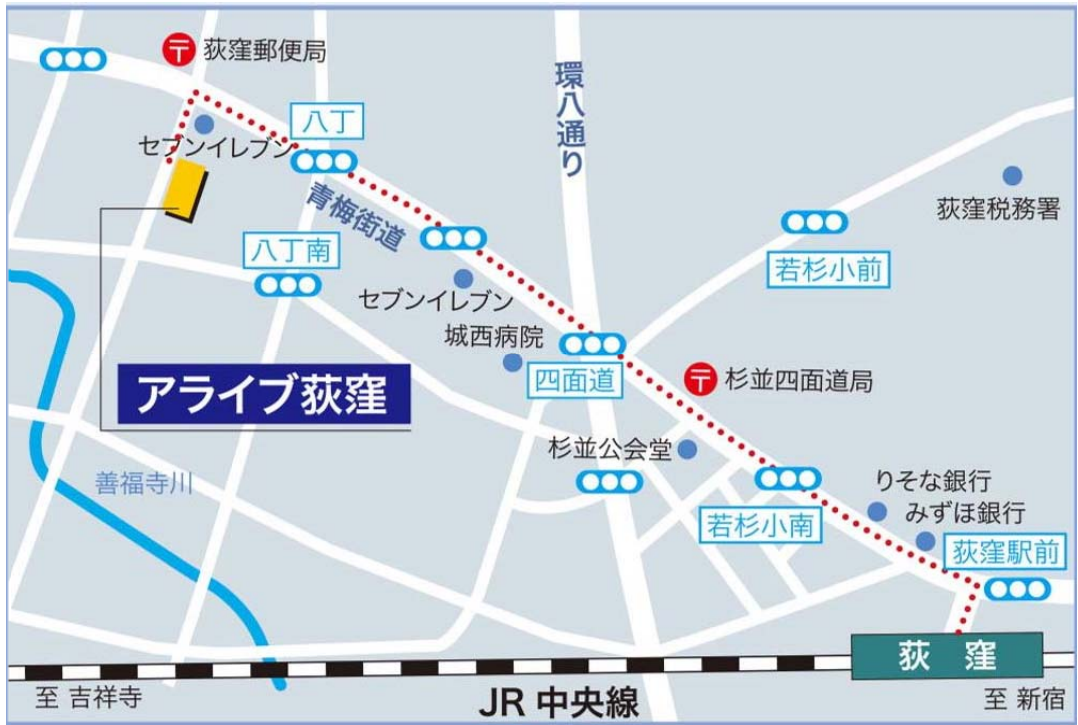 荻窪郵便局
環八通り
八丁
セブンイレブン
青梅街道
荻窪税務署
八丁南
若杉小前
セブンイレブン
城西病院
四面道
杉並四面道局
アライブ荻窪
杉並公会堂
善福寺川
りそな銀行
みずほ銀行
若杉小南
荻窪駅前
荻窪
至 吉祥寺
JR 中央線
至 新宿